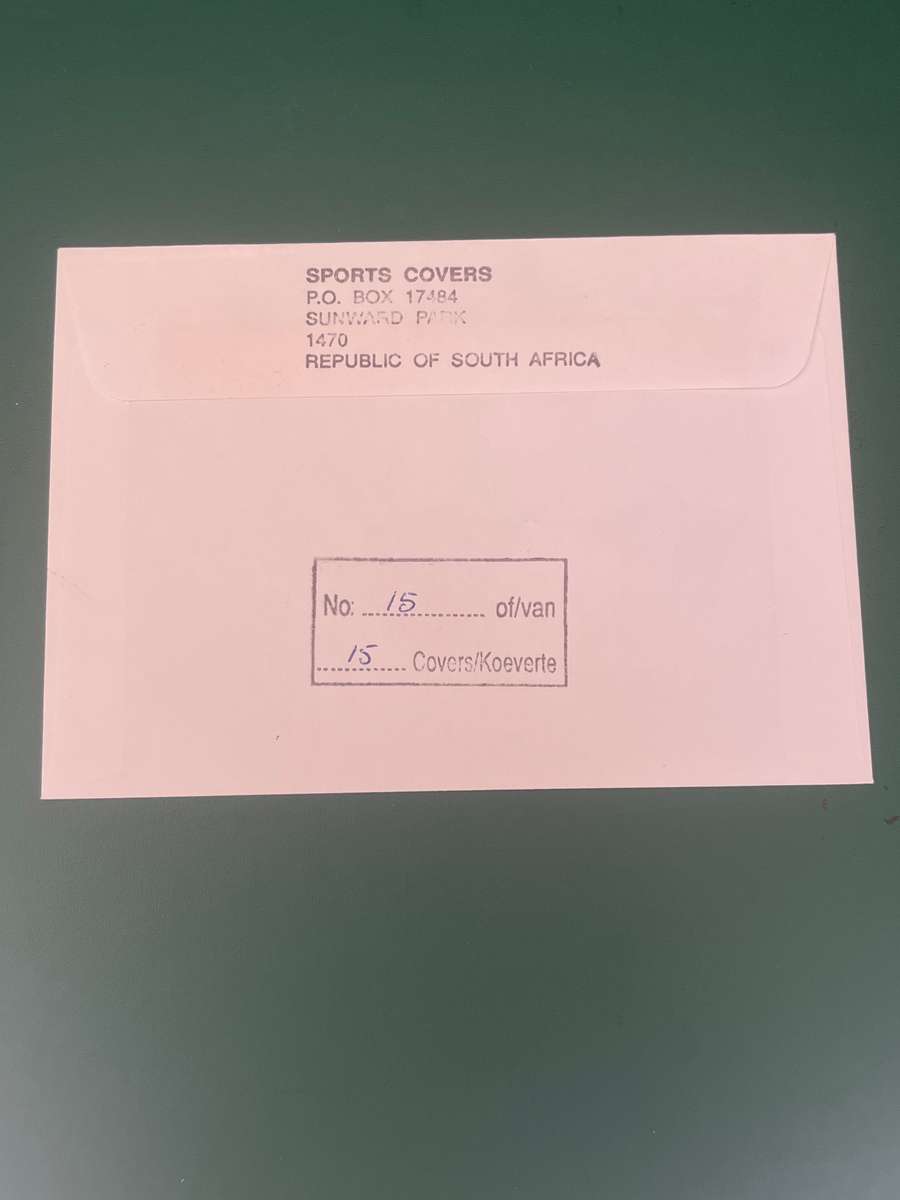 SPORTS COVERS
P.O. BOX 17484
SUNWARD PARK
1470
REPUBLIC OF SOUTH AFRICA
No: 15 of/van
15 Covers/Koeverte